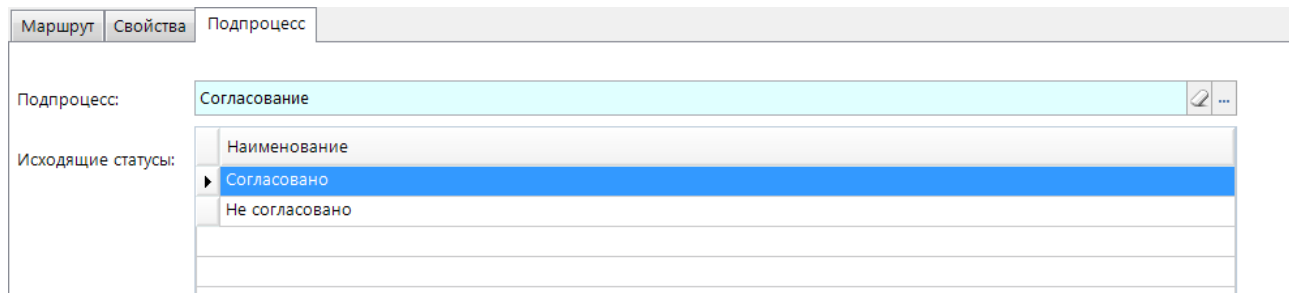 Маршрут Свойства Подпроцесс
Подпроцесс: Согласование ...
Исходящие статусы: Наименование
Согласовано
Не согласовано